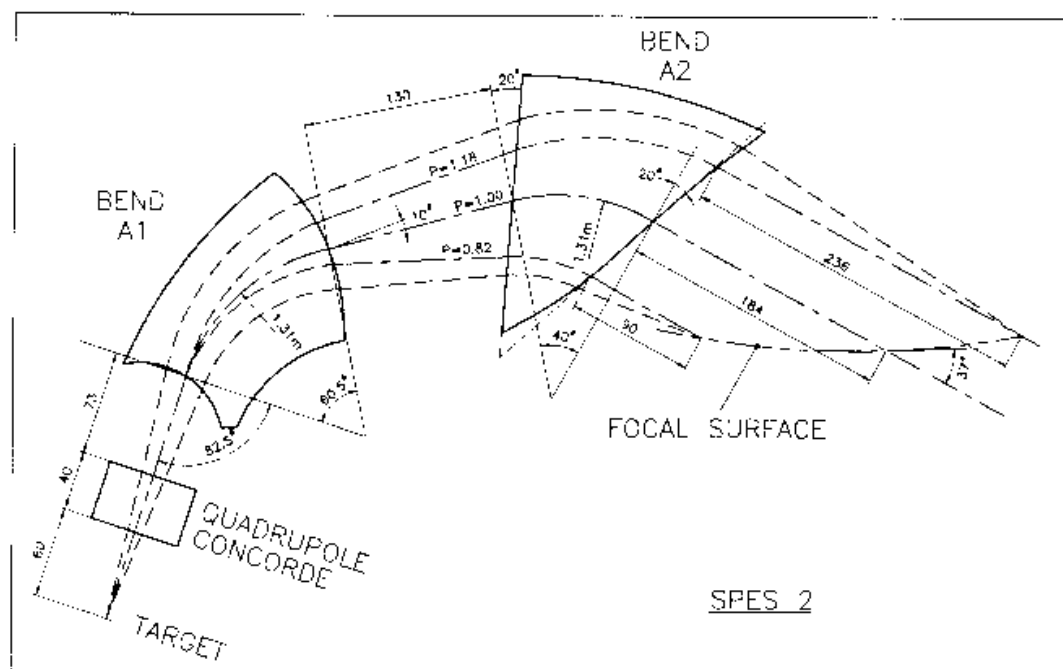 BEND
A2
20°
130
P=1.18
20°
BEND
A1
10°
P=1.00
P=0.82
1.31m
236
184
1.31m
90
40°
37°
60.5°
73
FOCAL SURFACE
82.5°
40
QUADRUPOLE
CONCORDE
SPES 2
TARGET